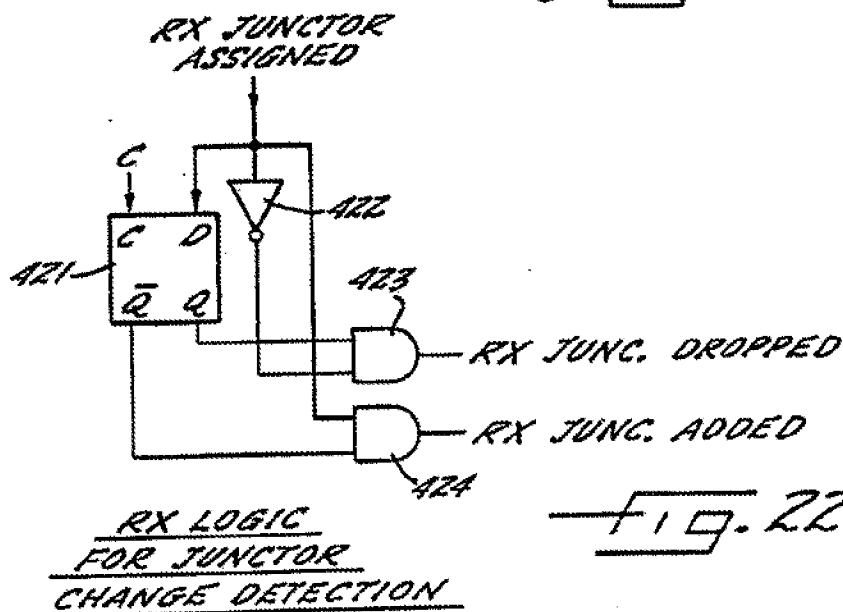 RX JUNCTOR
ASSIGNED
C
422
C D
421
Q̅ Q
423
RX JUNC. DROPPED
RX JUNC. ADDED
424
RX LOGIC
FOR JUNCTOR
CHANGE DETECTION
Fig. 22